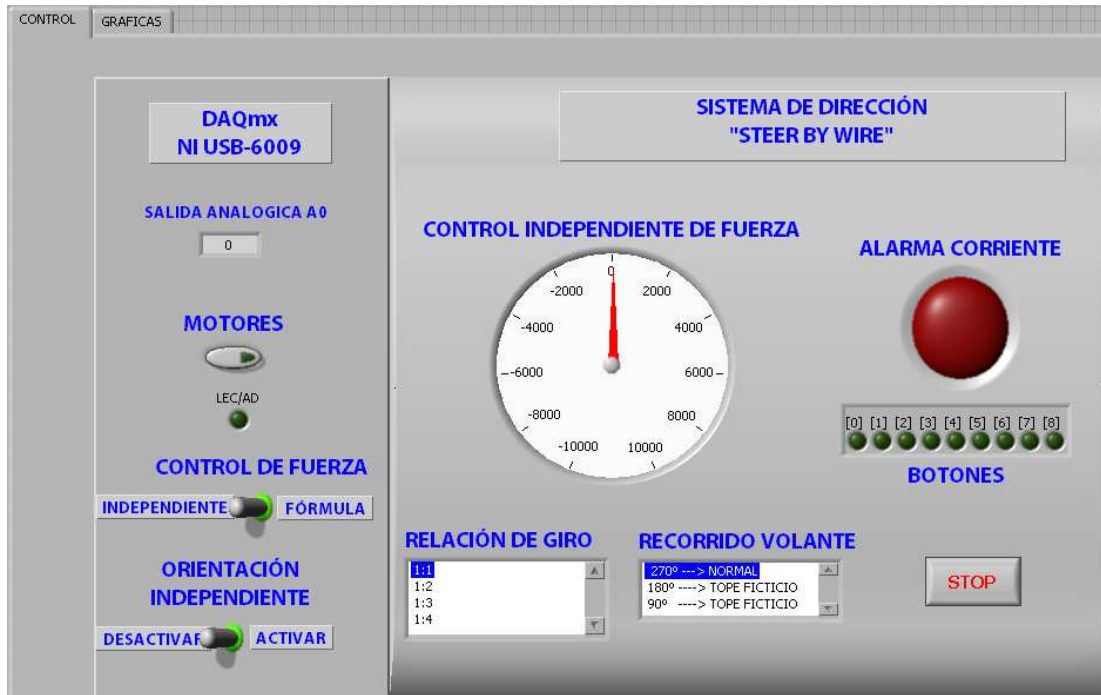 CONTROL
GRAFICAS
DAQmx
NI USB-6009
SALIDA ANALOGICA A0
0
MOTORES
LEC/AD
CONTROL DE FUERZA
INDEPENDIENTE
FÓRMULA
ORIENTACIÓN
INDEPENDIENTE
DESACTIVAR
ACTIVAR
SISTEMA DE DIRECCIÓN
"STEER BY WIRE"
CONTROL INDEPENDIENTE DE FUERZA
0
-2000
2000
-4000
4000
-6000
6000
-8000
8000
-10000
10000
ALARMA CORRIENTE
[0] [1] [2] [3] [4] [5] [6] [7] [8]
BOTONES
RELACIÓN DE GIRO
1:1
1:2
1:3
1:4
RECORRIDO VOLANTE
270º ---> NORMAL
180º ----> TOPE FICTICIO
90º ----> TOPE FICTICIO
STOP